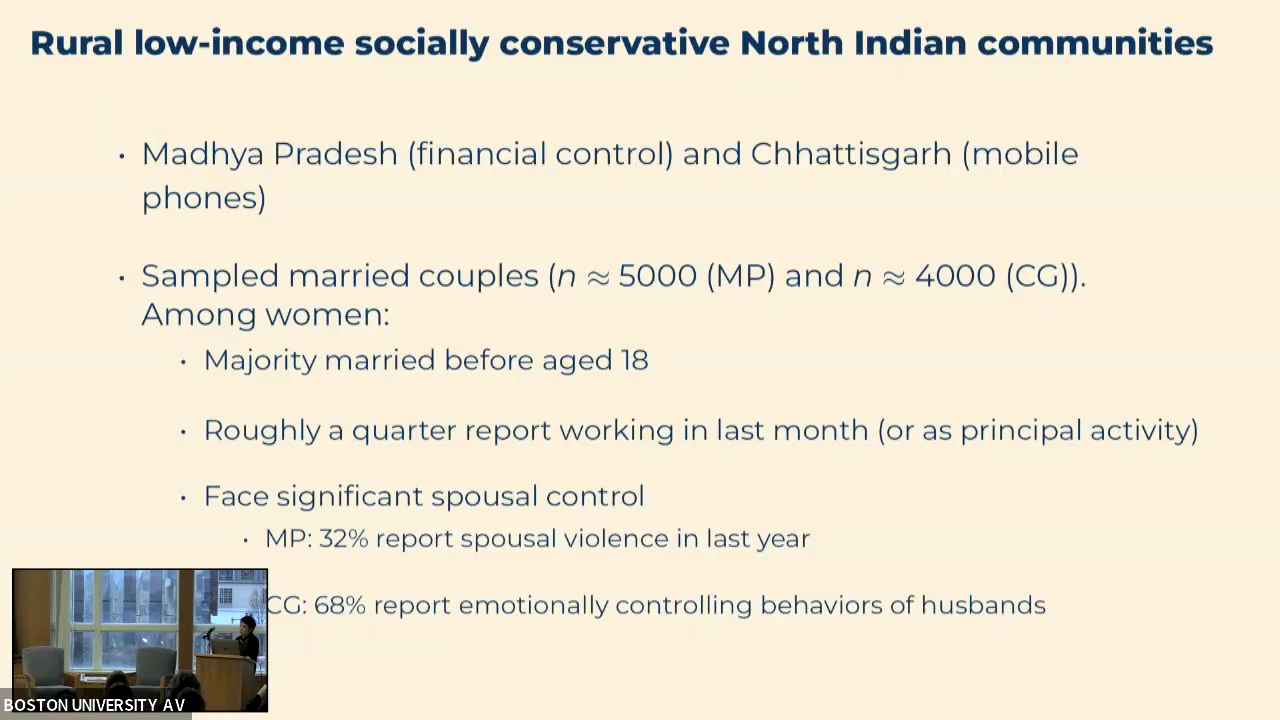 Rural low-income socially conservative North Indian communities
• Madhya Pradesh (financial control) and Chhattisgarh (mobile
phones)
• Sampled married couples (n ≈ 5000 (MP) and n ≈ 4000 (CG)).
Among women:
• Majority married before aged 18
• Roughly a quarter report working in last month (or as principal activity)
• Face significant spousal control
• MP: 32% report spousal violence in last year
CG: 68% report emotionally controlling behaviors of husbands
BOSTON UNIVERSITY AV